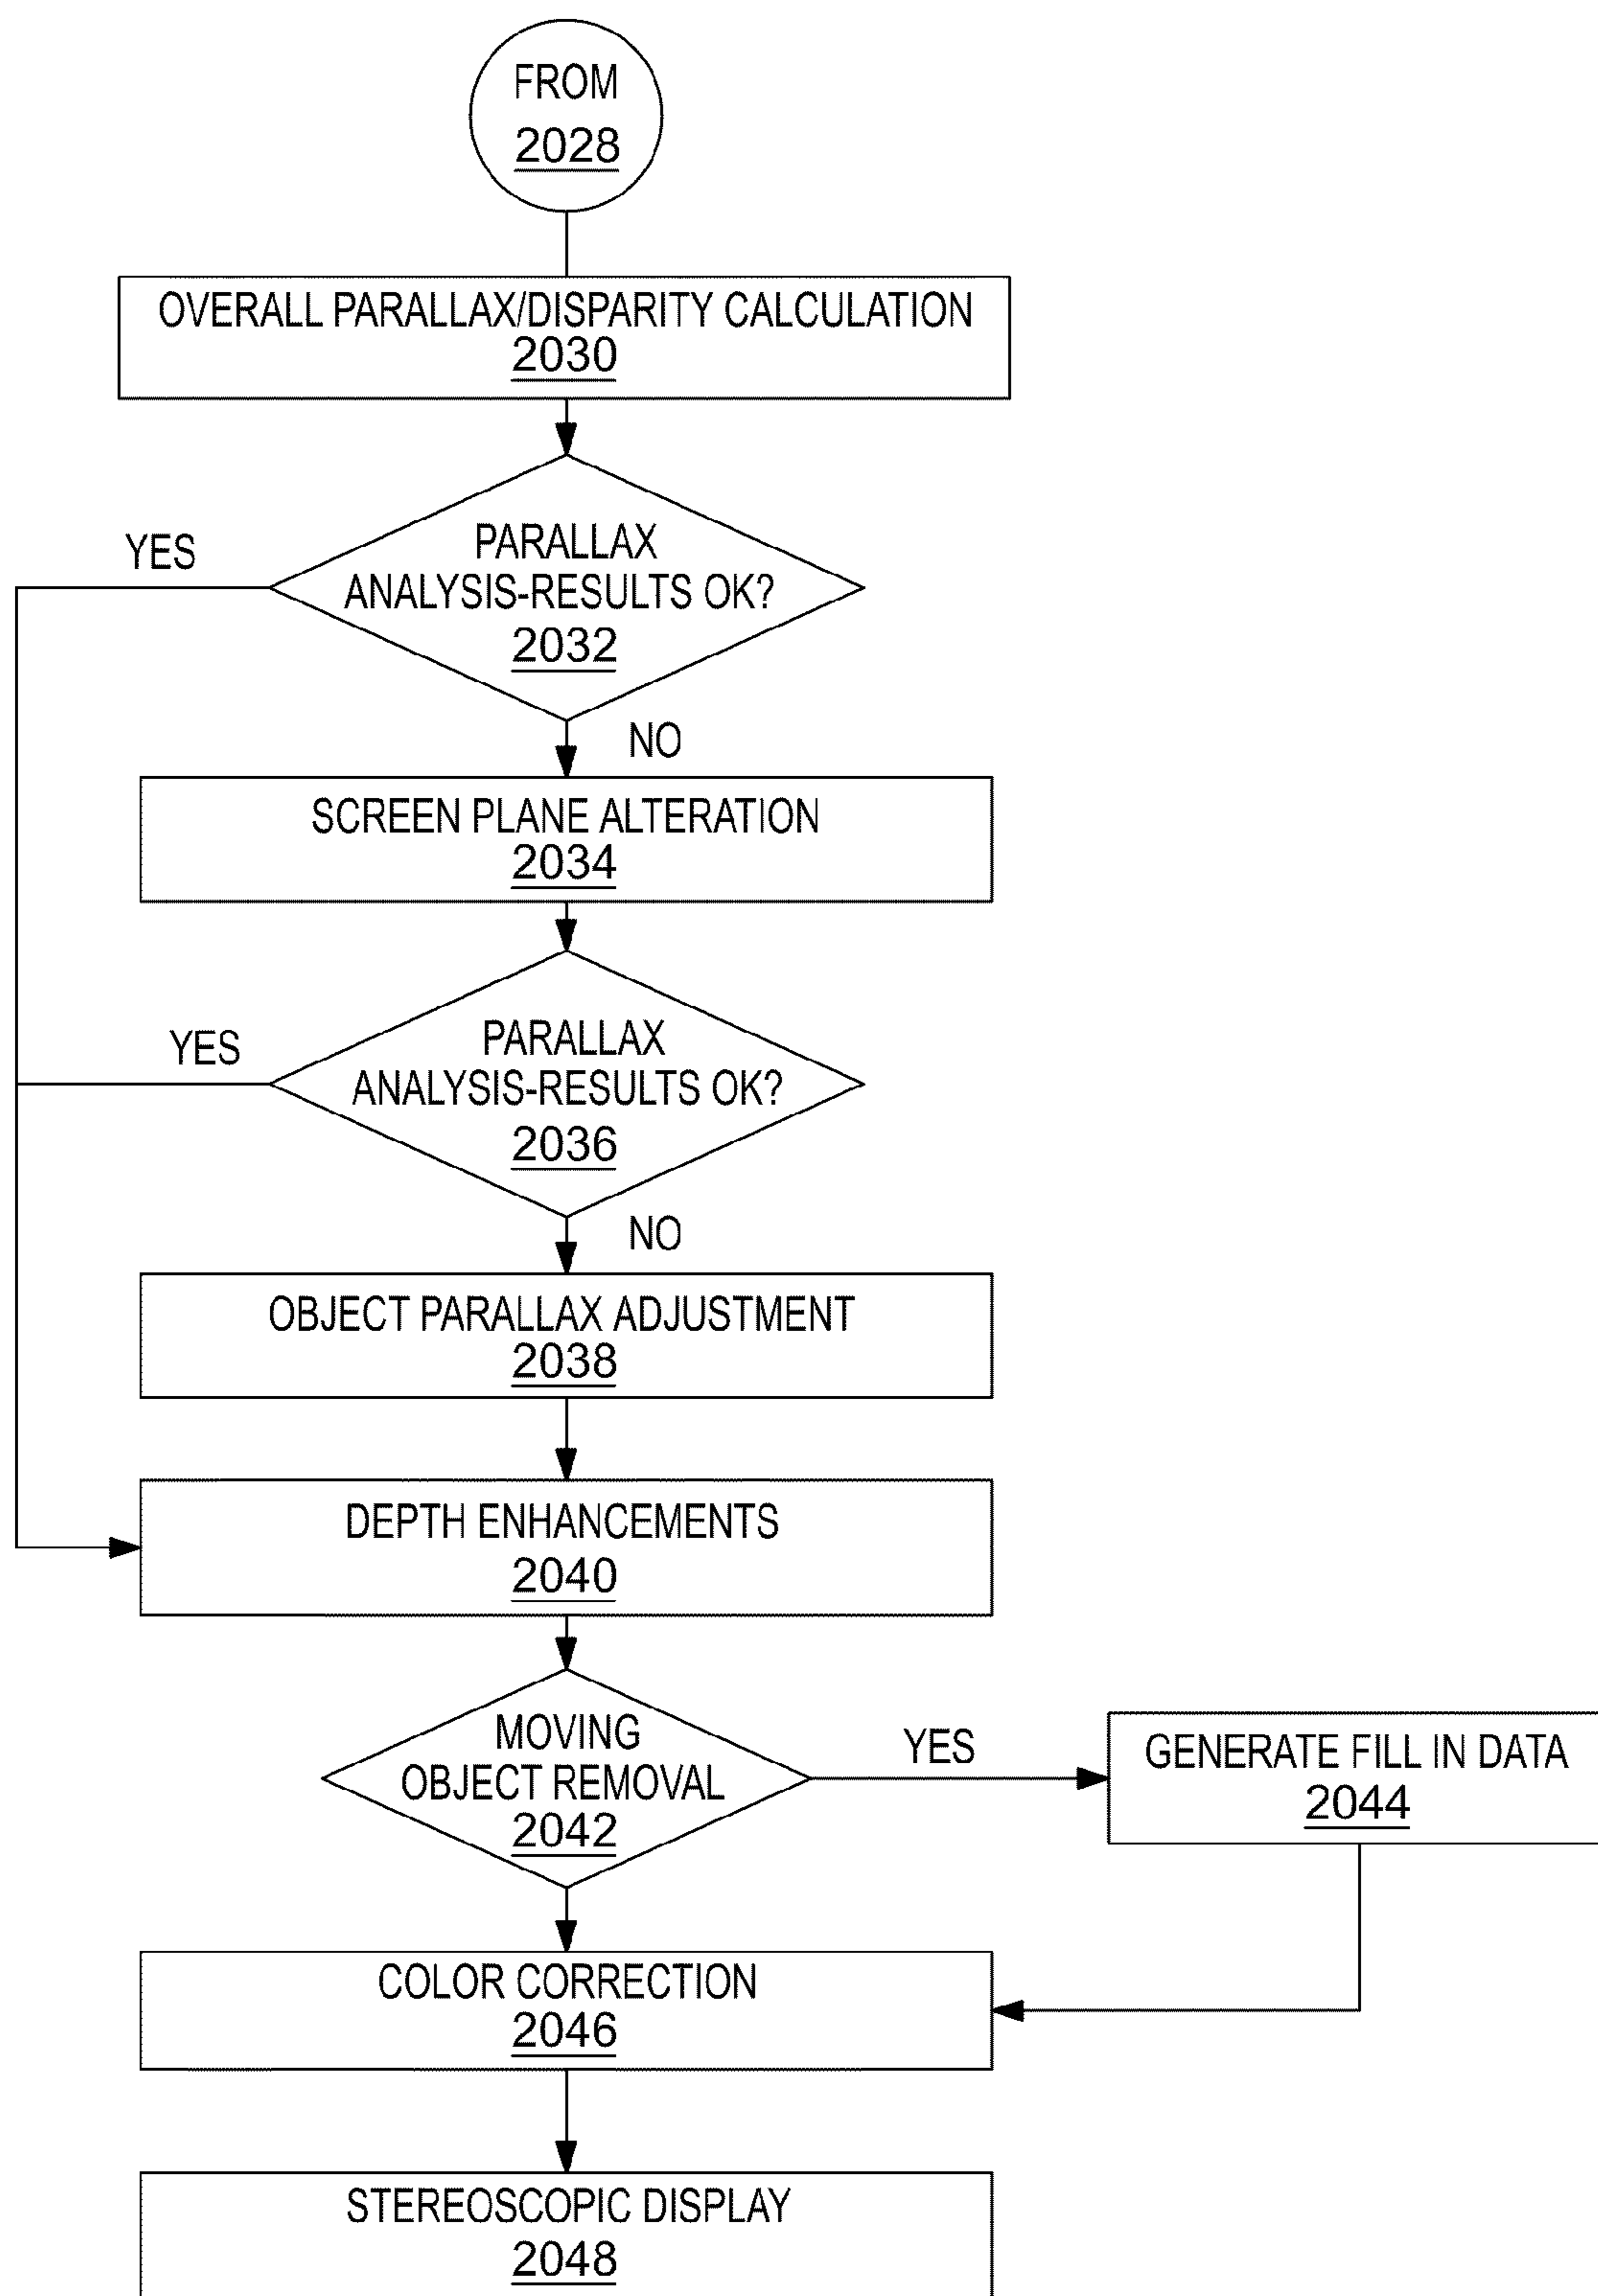 FROM
2028
OVERALL PARALLAX/DISPARITY CALCULATION
2030
YES
PARALLAX
ANALYSIS-RESULTS OK?
2032
NO
SCREEN PLANE ALTERATION
2034
YES
PARALLAX
ANALYSIS-RESULTS OK?
2036
NO
OBJECT PARALLAX ADJUSTMENT
2038
DEPTH ENHANCEMENTS
2040
MOVING
OBJECT REMOVAL
2042
YES
GENERATE FILL IN DATA
2044
COLOR CORRECTION
2046
STEREOSCOPIC DISPLAY
2048